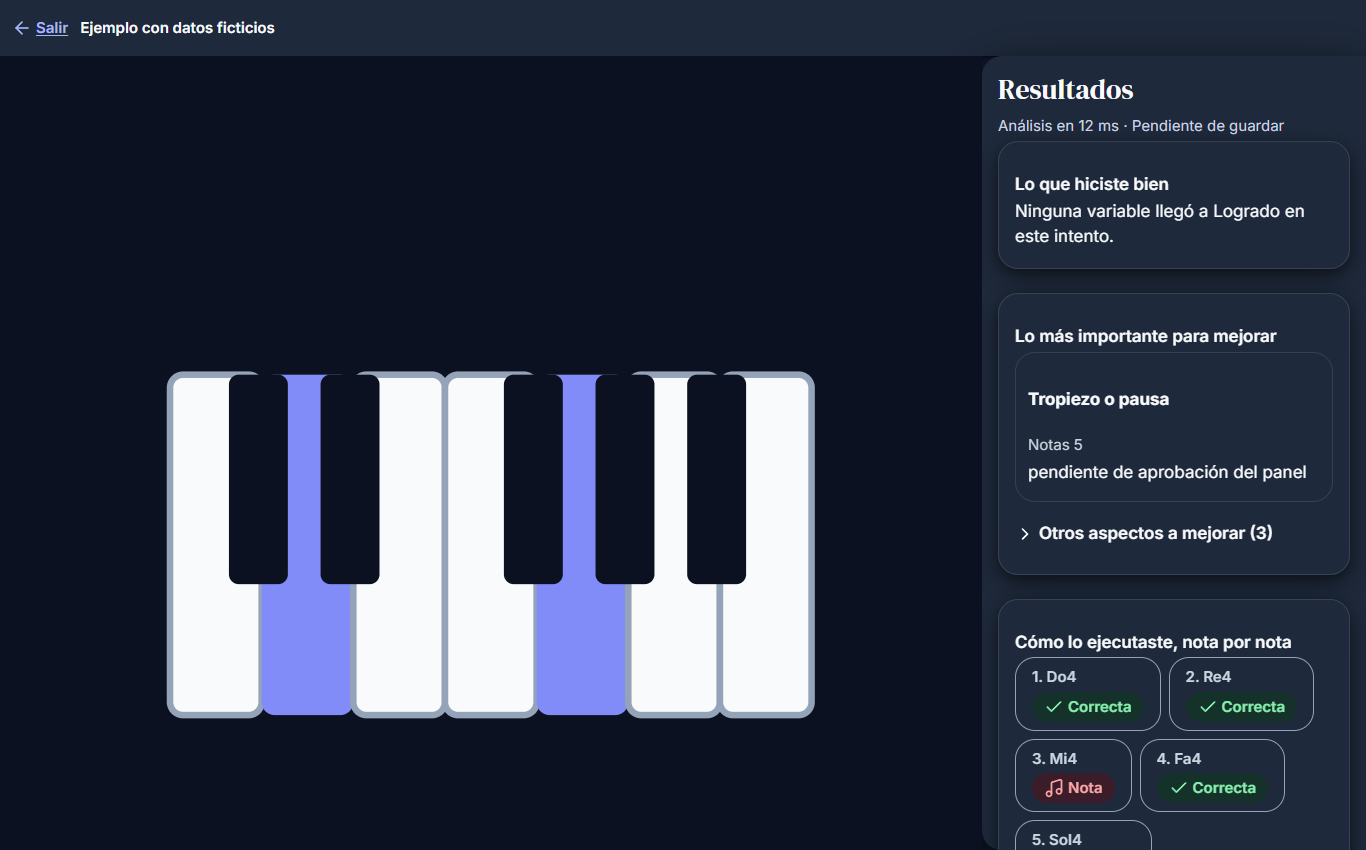 Salir Ejemplo con datos ficticios
Resultados
Análisis en 12 ms · Pendiente de guardar
Lo que hiciste bien
Ninguna variable llegó a Logrado en
este intento.
Lo más importante para mejorar
Tropiezo o pausa
Notas 5
pendiente de aprobación del panel
Otros aspectos a mejorar (3)
Cómo lo ejecutaste, nota por nota
1. Do4
Correcta
2. Re4
Correcta
3. Mi4
Nota
4. Fa4
Correcta
5. Sol4